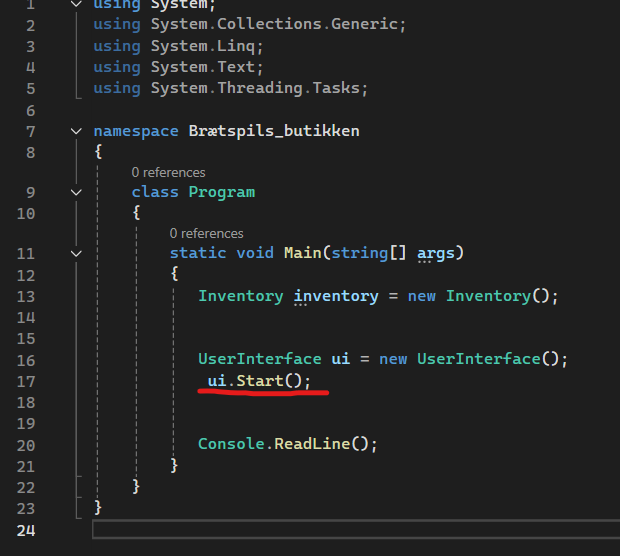 1 using System;
2 using System.Collections.Generic;
3 using System.Linq;
4 using System.Text;
5 using System.Threading.Tasks;
6
7 namespace Brætspils_butikken
8 {
0 references
9 class Program
10 {
0 references
11 static void Main(string[] args)
12 {
13 Inventory inventory = new Inventory();
14
15
16 UserInterface ui = new UserInterface();
17 ui.Start();
18
19
20 Console.ReadLine();
21 }
22 }
23 }
24